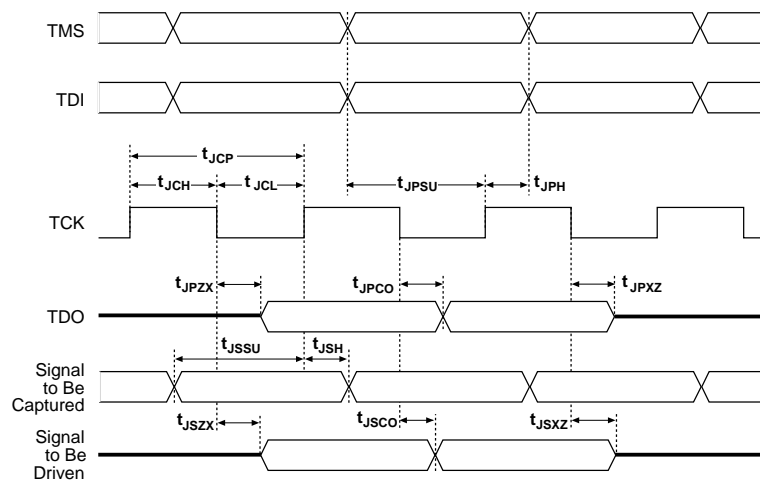 TMS
TDI
tJCP
tJCH tJCL tJPSU tJPH
TCK
tJPZX tJPCO tJPXZ
TDO
tJSSU tJSH
Signal
to Be
Captured
tJSZX tJSCO tJSXZ
Signal
to Be
Driven